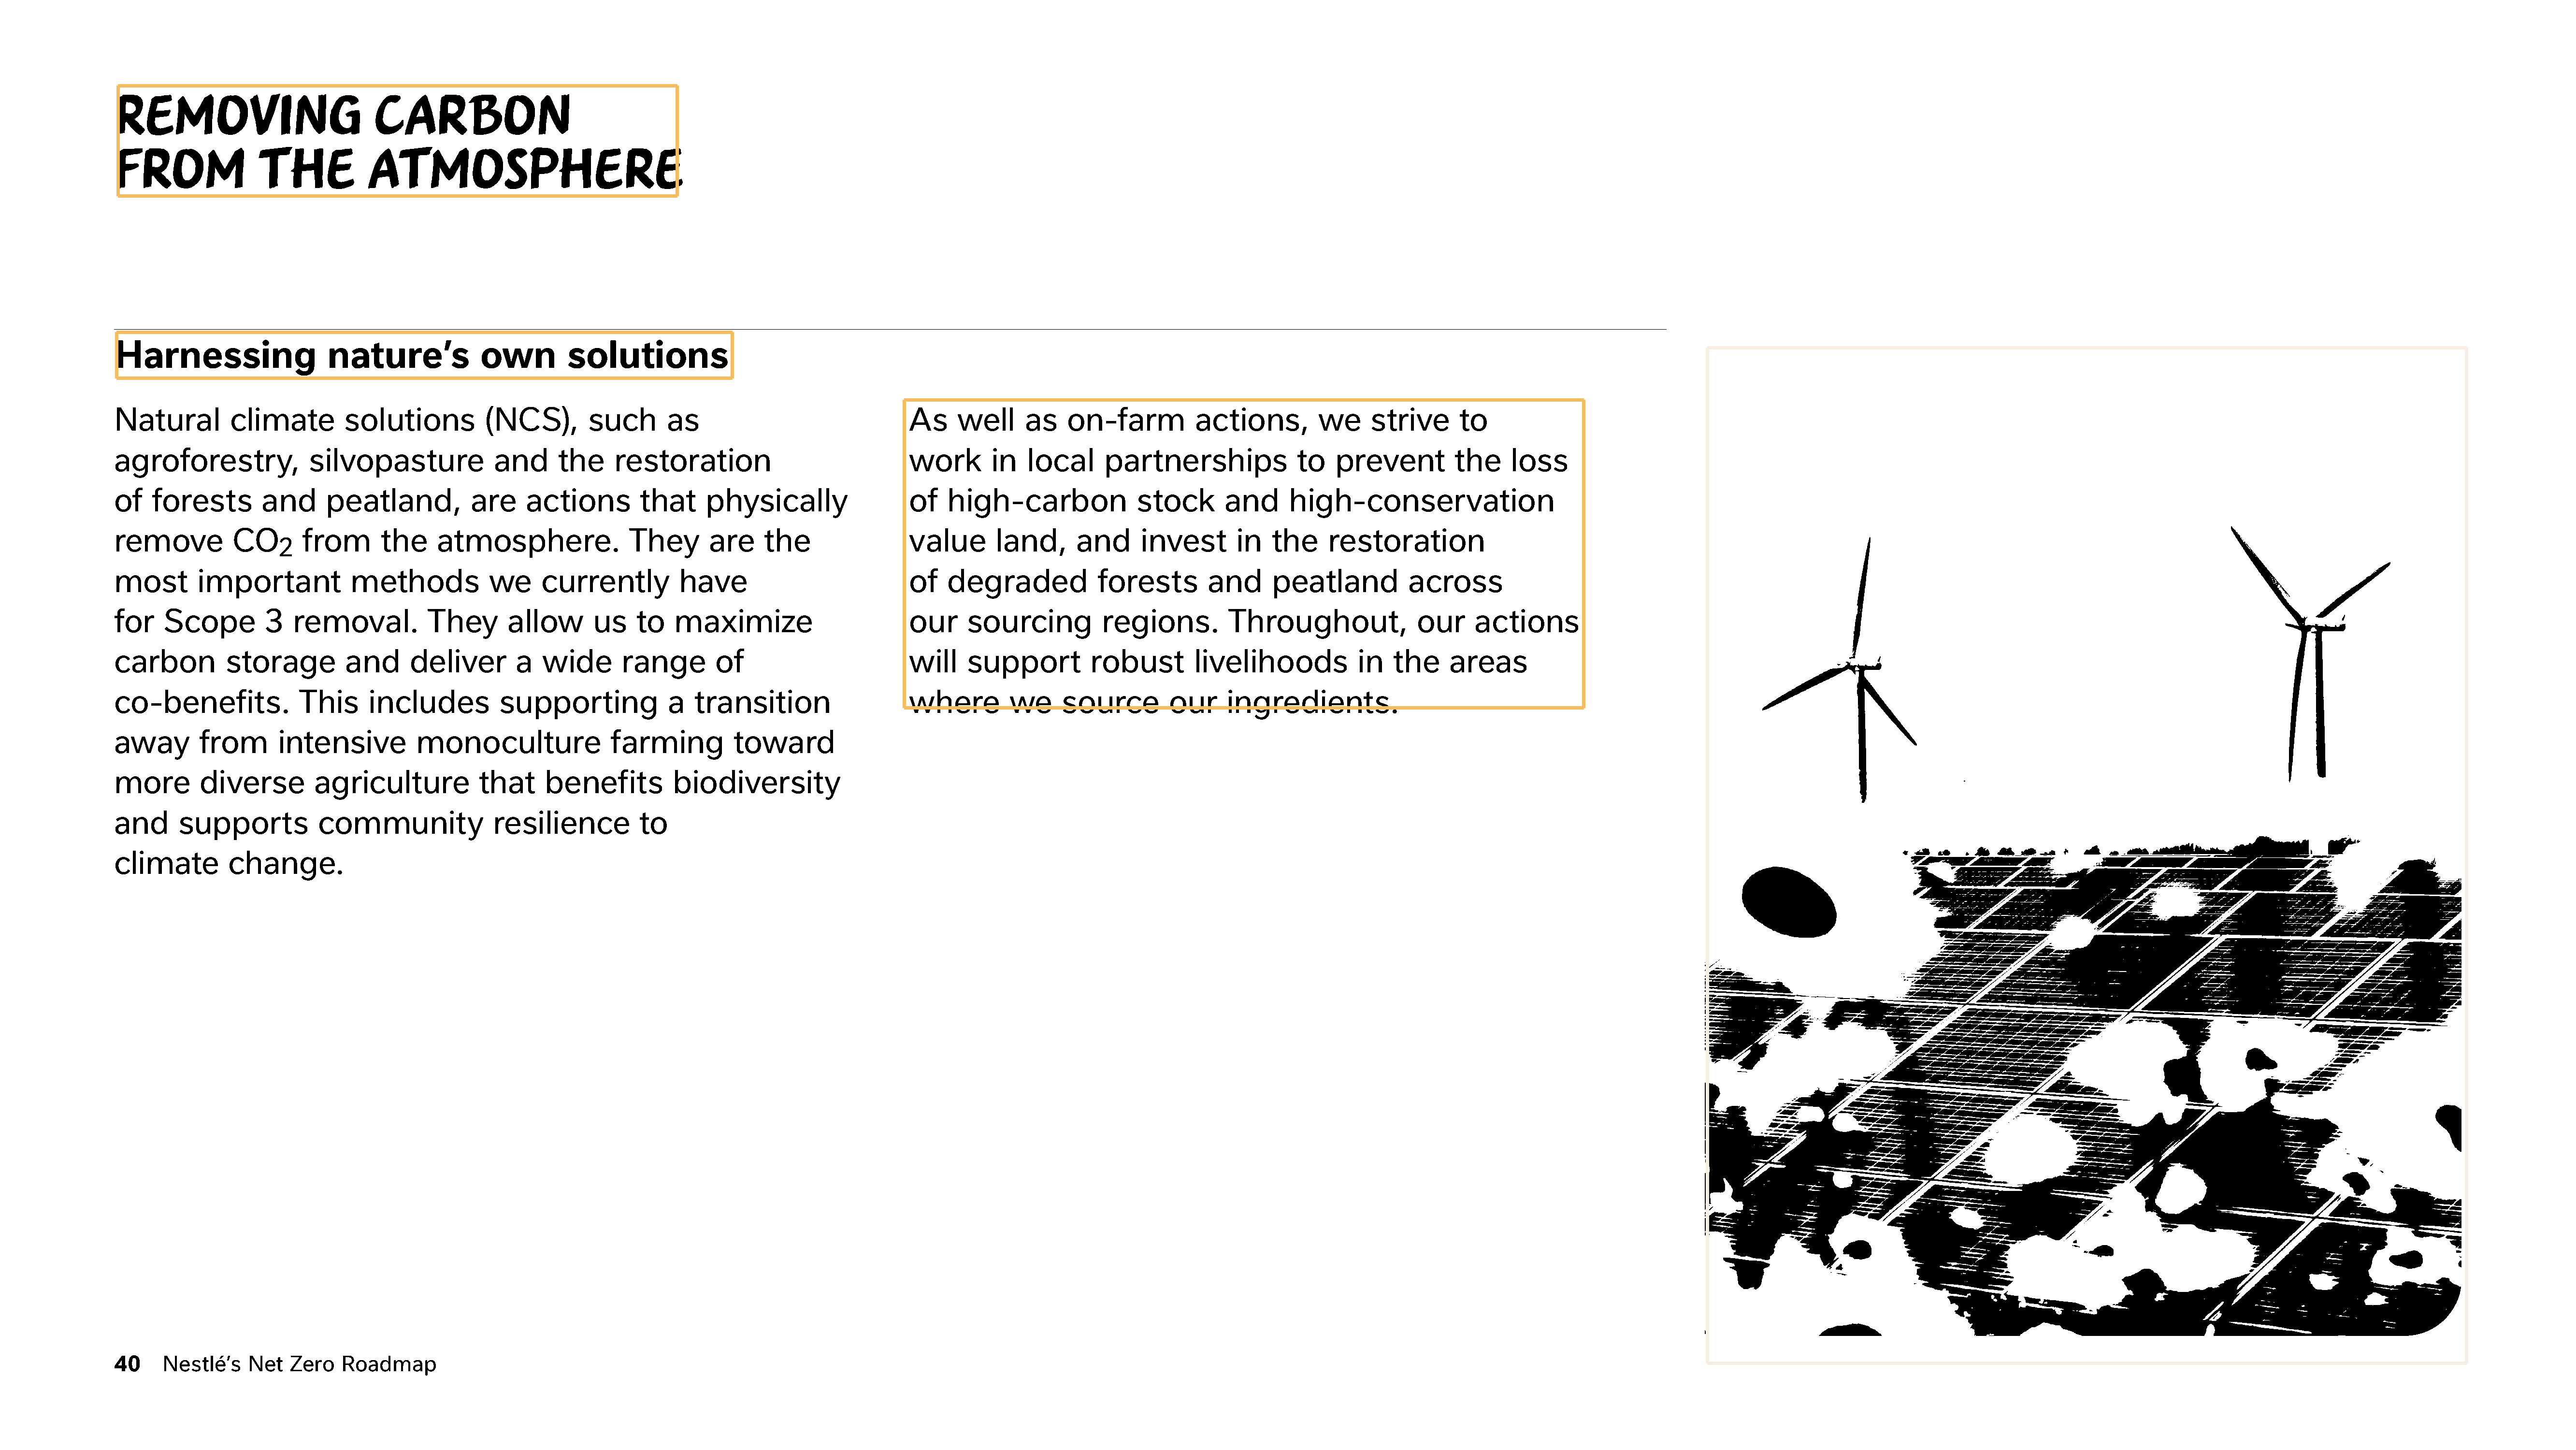 REMOVING CARBON
FROM THE ATMOSPHERE
Harnessing nature's own solutions
Natural climate solutions (NCS), such as
agroforestry, silvopasture and the restoration
of forests and peatland, are actions that physically
remove CO₂ from the atmosphere. They are the
most important methods we currently have
for Scope 3 removal. They allow us to maximize
carbon storage and deliver a wide range of
co-benefits. This includes supporting a transition
away from intensive monoculture farming toward
more diverse agriculture that benefits biodiversity
and supports community resilience to
climate change.
As well as on-farm actions, we strive to
work in local partnerships to prevent the loss
of high-carbon stock and high-conservation
value land, and invest in the restoration
of degraded forests and peatland across
our sourcing regions. Throughout, our actions
will support robust livelihoods in the areas
where we source our ingredients.
40 Nestlé's Net Zero Roadmap